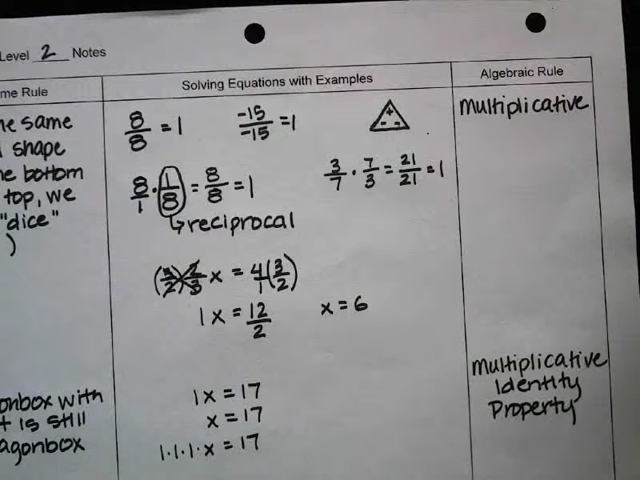 Level 2 Notes
me Rule
Solving Equations with Examples
Algebraic Rule
he same
shape
he bottom
top, we
"dice"
)
8/8 = 1
-15/-15 = 1
+
- -
8/1 · 1/8 = 8/8 = 1
3/7 · 7/3 = 21/21 = 1
reciprocal
(3/2) 2/3 x = 4/1 (3/2)
1x = 12/2
x = 6
multiplicative
onbox with
t is still
agonbox
1x = 17
x = 17
1·1·1·x = 17
multiplicative
Identity
Property